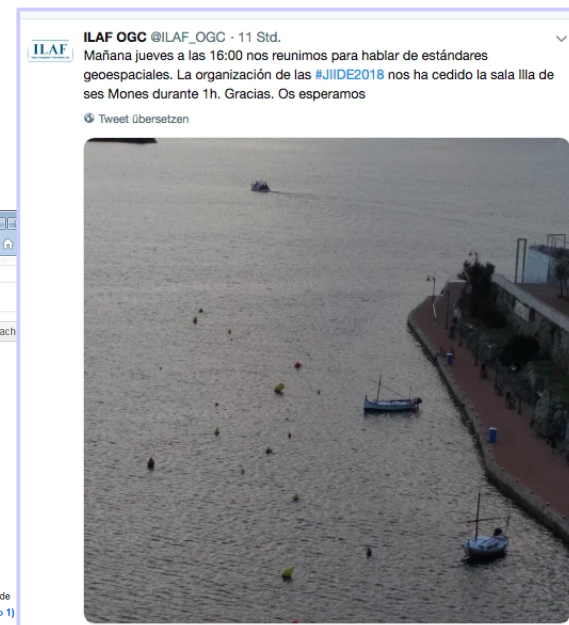 ILAF OGC @ILAF_OGC · 11 Std.
ILAF
Mañana jueves a las 16:00 nos reunimos para hablar de estándares
geoespaciales. La organización de las #JIIDE2018 nos ha cedido la sala Illa de
ses Mones durante 1h. Gracias. Os esperamos
Tweet übersetzen
ach
de
o 1)